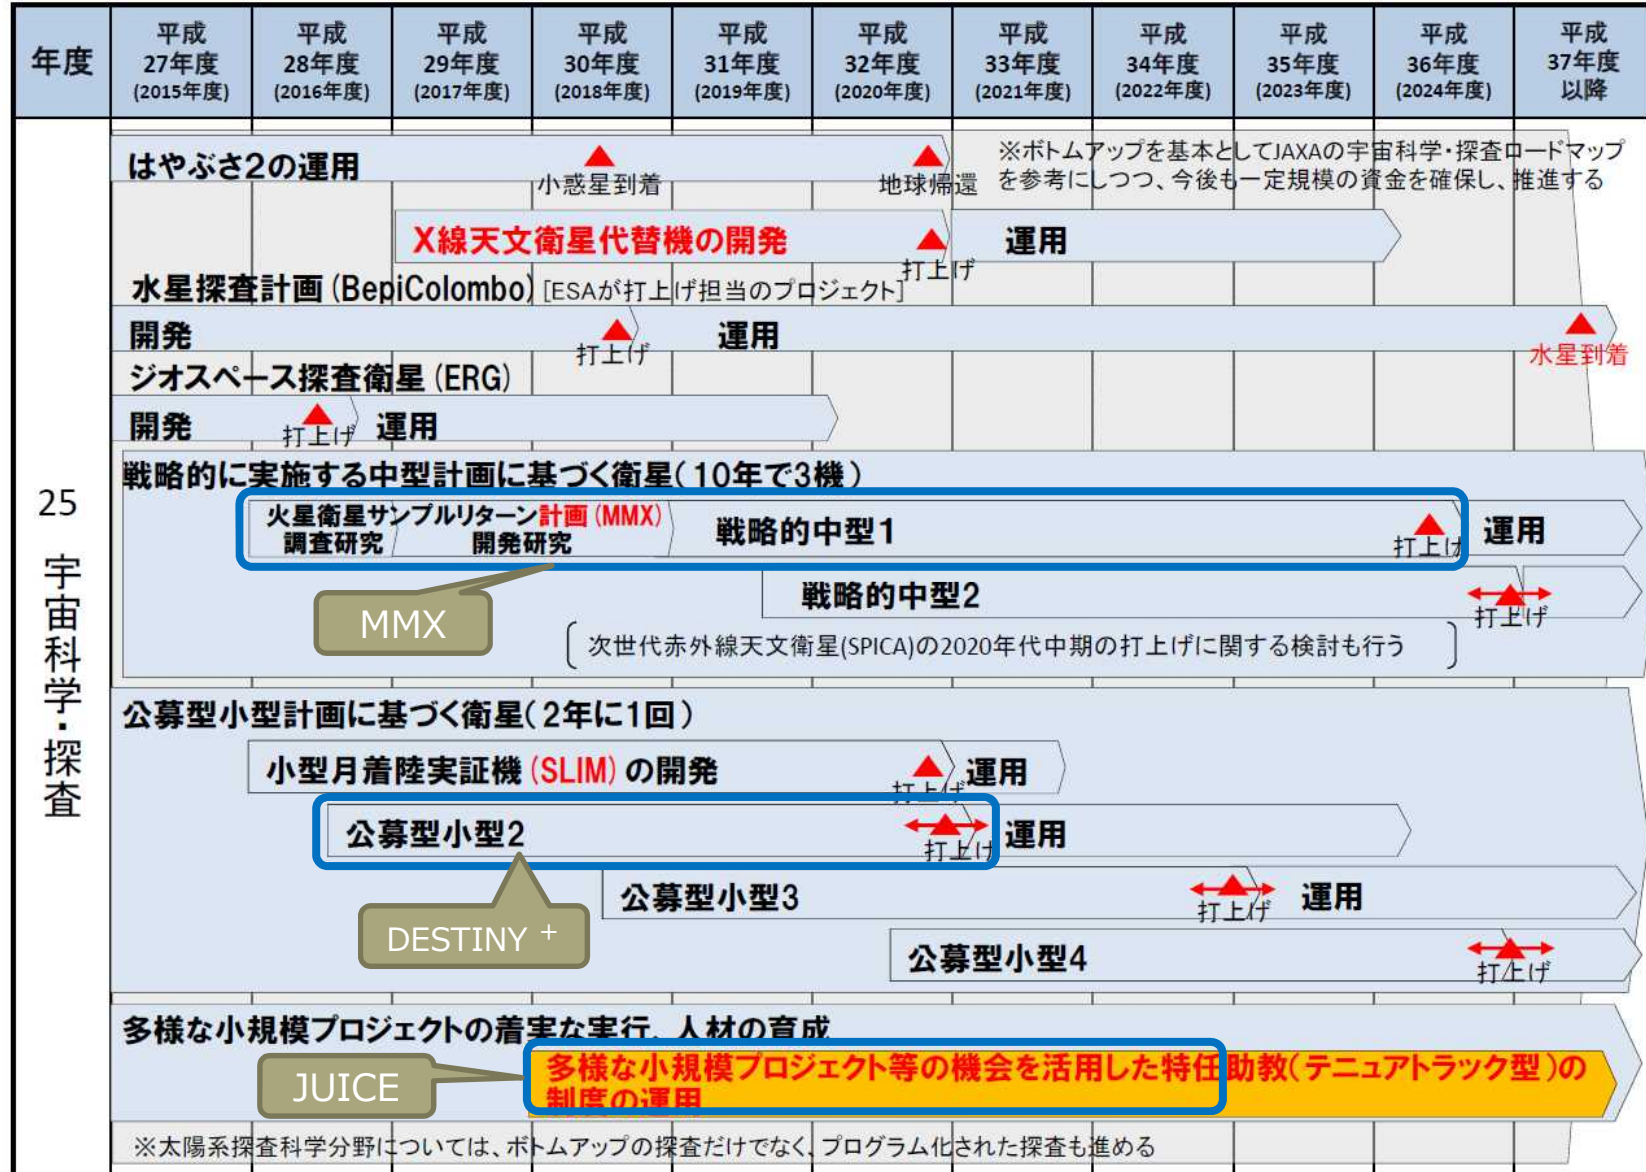 年度
平成
27年度
(2015年度)
平成
28年度
(2016年度)
平成
29年度
(2017年度)
平成
30年度
(2018年度)
平成
31年度
(2019年度)
平成
32年度
(2020年度)
平成
33年度
(2021年度)
平成
34年度
(2022年度)
平成
35年度
(2023年度)
平成
36年度
(2024年度)
平成
37年度
以降
25 宇宙科学・探査
はやぶさ2の運用
小惑星到着
地球帰還
※ボトムアップを基本としてJAXAの宇宙科学・探査ロードマップ
を参考にしつつ、今後も一定規模の資金を確保し、推進する
X線天文衛星代替機の開発
打上げ
運用
水星探査計画(BepiColombo)[ESAが打上げ担当のプロジェクト]
開発
打上げ
運用
水星到着
ジオスペース探査衛星(ERG)
開発
打上げ
運用
戦略的に実施する中型計画に基づく衛星(10年で3機)
火星衛星サンプルリターン計画(MMX)
調査研究
開発研究
戦略的中型1
打上げ
運用
MMX
戦略的中型2
打上げ
次世代赤外線天文衛星(SPICA)の2020年代中期の打上げに関する検討も行う
公募型小型計画に基づく衛星(2年に1回)
小型月着陸実証機(SLIM)の開発
打上げ
運用
公募型小型2
打上げ
運用
DESTINY +
公募型小型3
打上げ
運用
公募型小型4
打上げ
多様な小規模プロジェクトの着実な実行、人材の育成
JUICE
多様な小規模プロジェクト等の機会を活用した特任助教(テニュアトラック型)の
制度の運用
※太陽系探査科学分野については、ボトムアップの探査だけでなく、プログラム化された探査も進める